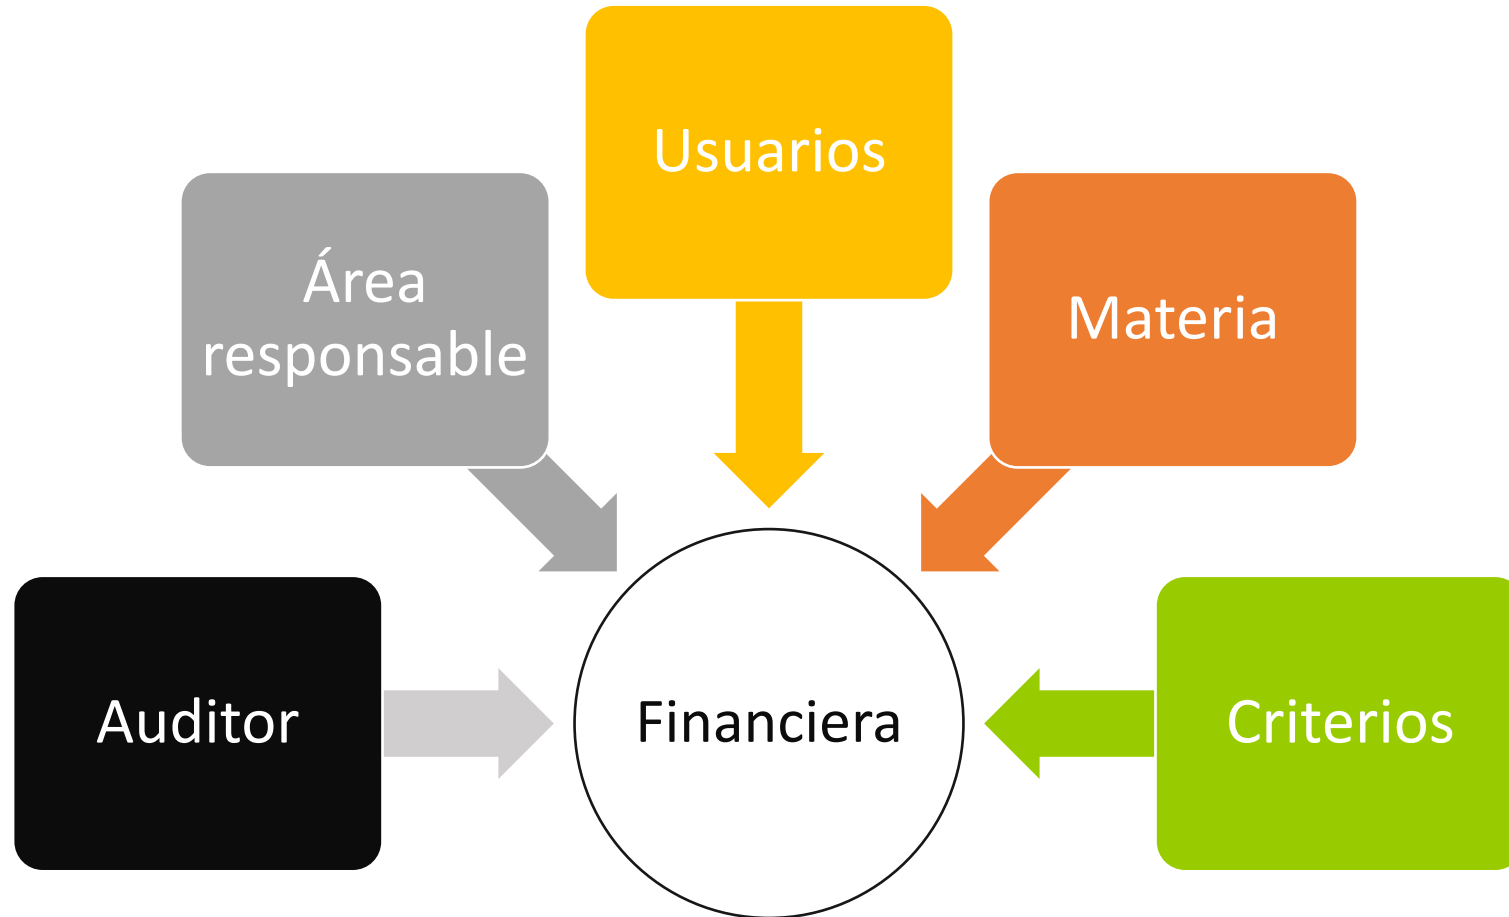 Usuarios
Área
responsable
Materia
Auditor
Financiera
Criterios